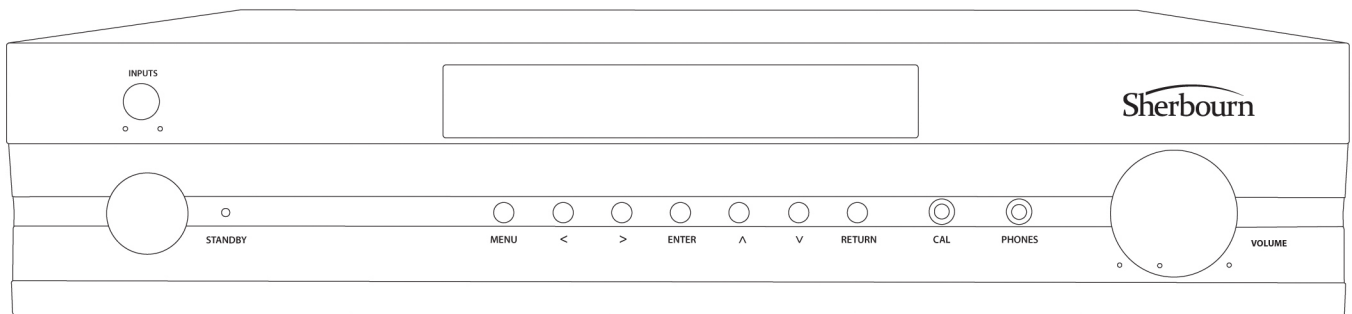 INPUTS
Sherbourn
STANDBY
MENU
<
>
ENTER
∧
∨
RETURN
CAL
PHONES
VOLUME